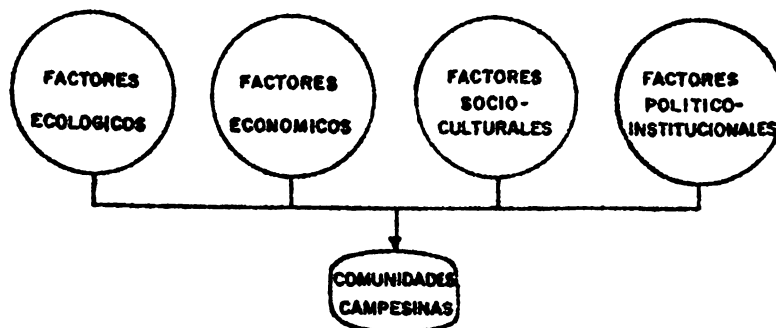 FACTORES
ECOLOGICOS
FACTORES
ECONOMICOS
FACTORES
SOCIO-
CULTURALES
FACTORES
POLITICO-
INSTITUCIONALES
COMUNIDADES
CAMPESINAS